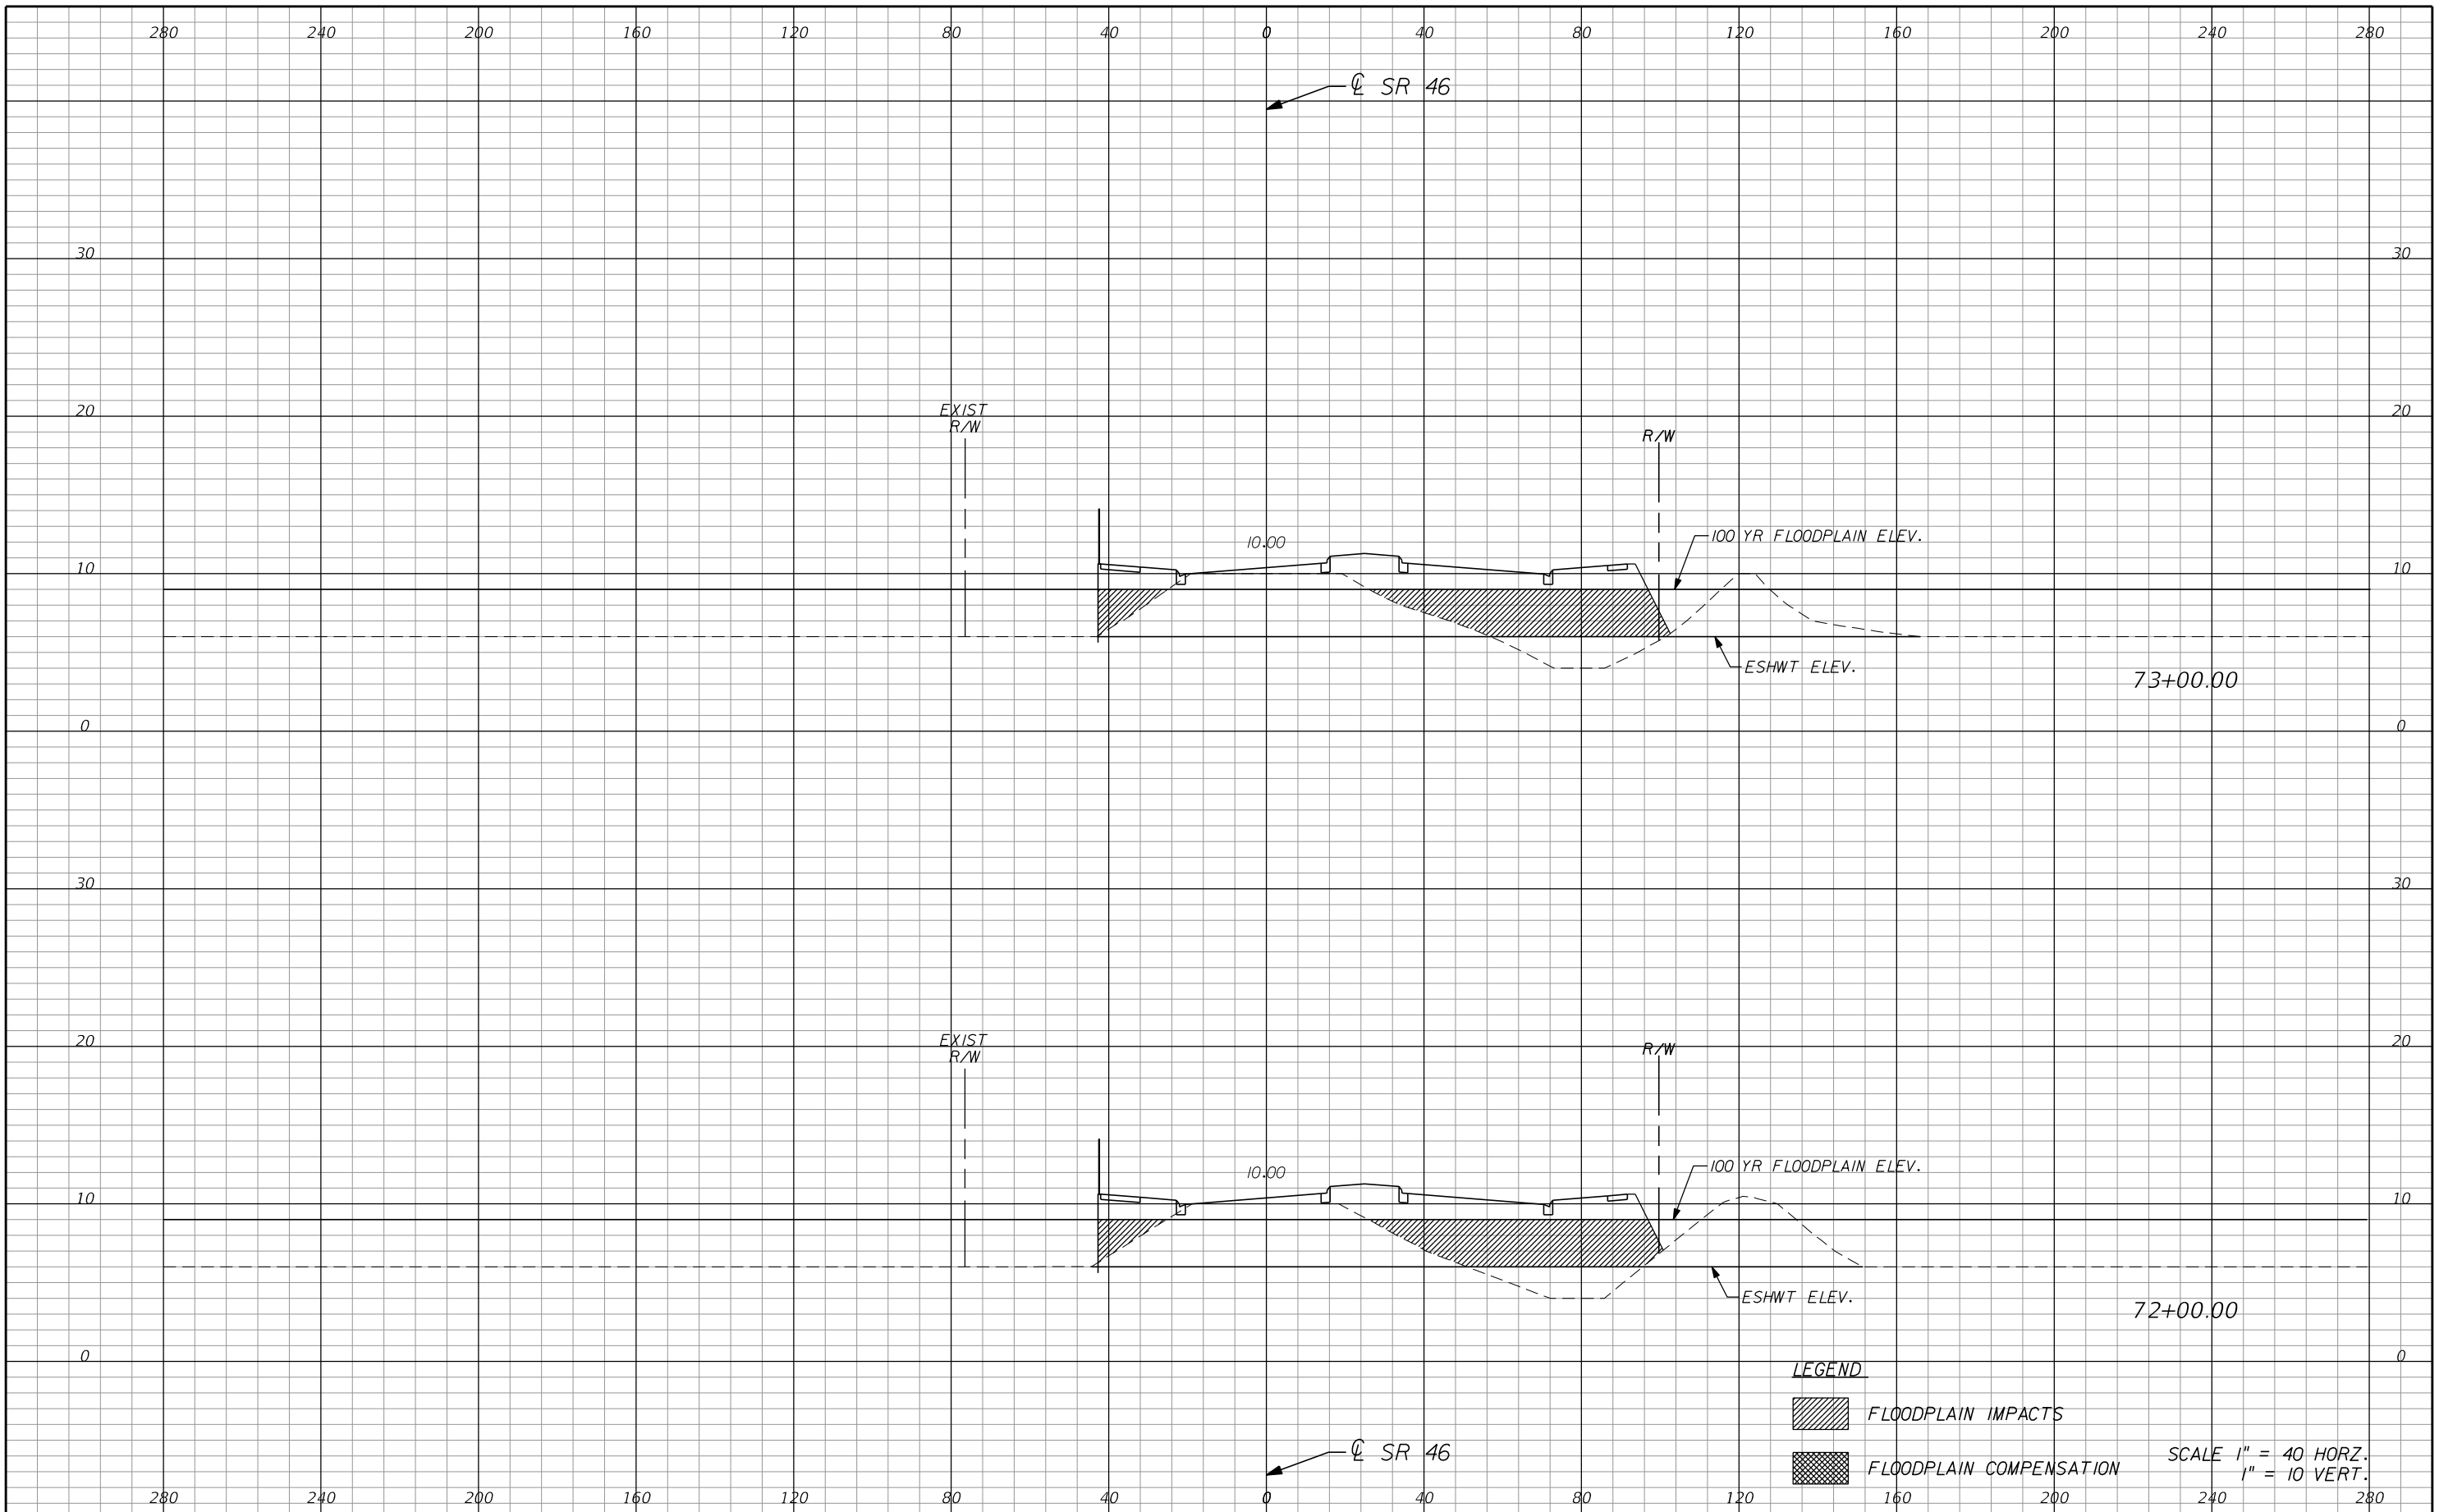 280 240 200 160 120 80 40 0 40 80 120 160 200 240 280
℄ SR 46
30 30
20 20
EXIST
R/W
R/W
100 YR FLOODPLAIN ELEV.
10.00
10 10
ESHWT ELEV.
73+00.00
0 0
30 30
20 20
EXIST
R/W
R/W
100 YR FLOODPLAIN ELEV.
10.00
10 10
ESHWT ELEV.
72+00.00
0 0
LEGEND
FLOODPLAIN IMPACTS
℄ SR 46
FLOODPLAIN COMPENSATION
SCALE 1" = 40 HORZ.
1" = 10 VERT.
280 240 200 160 120 80 40 0 40 80 120 160 200 240 280